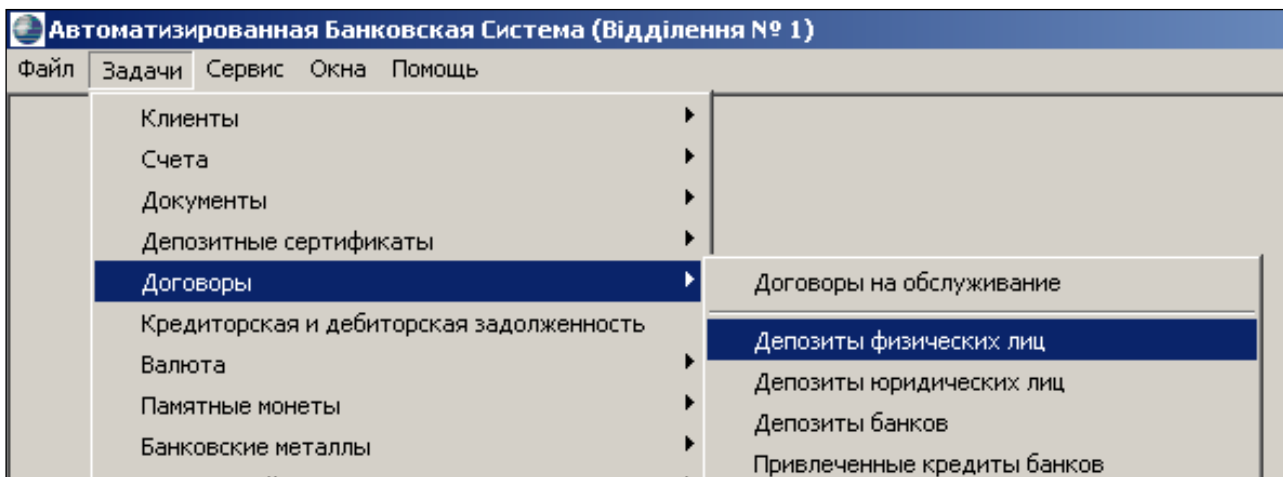 Автоматизированная Банковская Система (Відділення № 1)
Файл Задачи Сервис Окна Помощь
Клиенты
Счета
Документы
Депозитные сертификаты
Договоры
Кредиторская и дебиторская задолженность
Валюта
Памятные монеты
Банковские металлы
Договоры на обслуживание
Депозиты физических лиц
Депозиты юридических лиц
Депозиты банков
Привлеченные кредиты банков